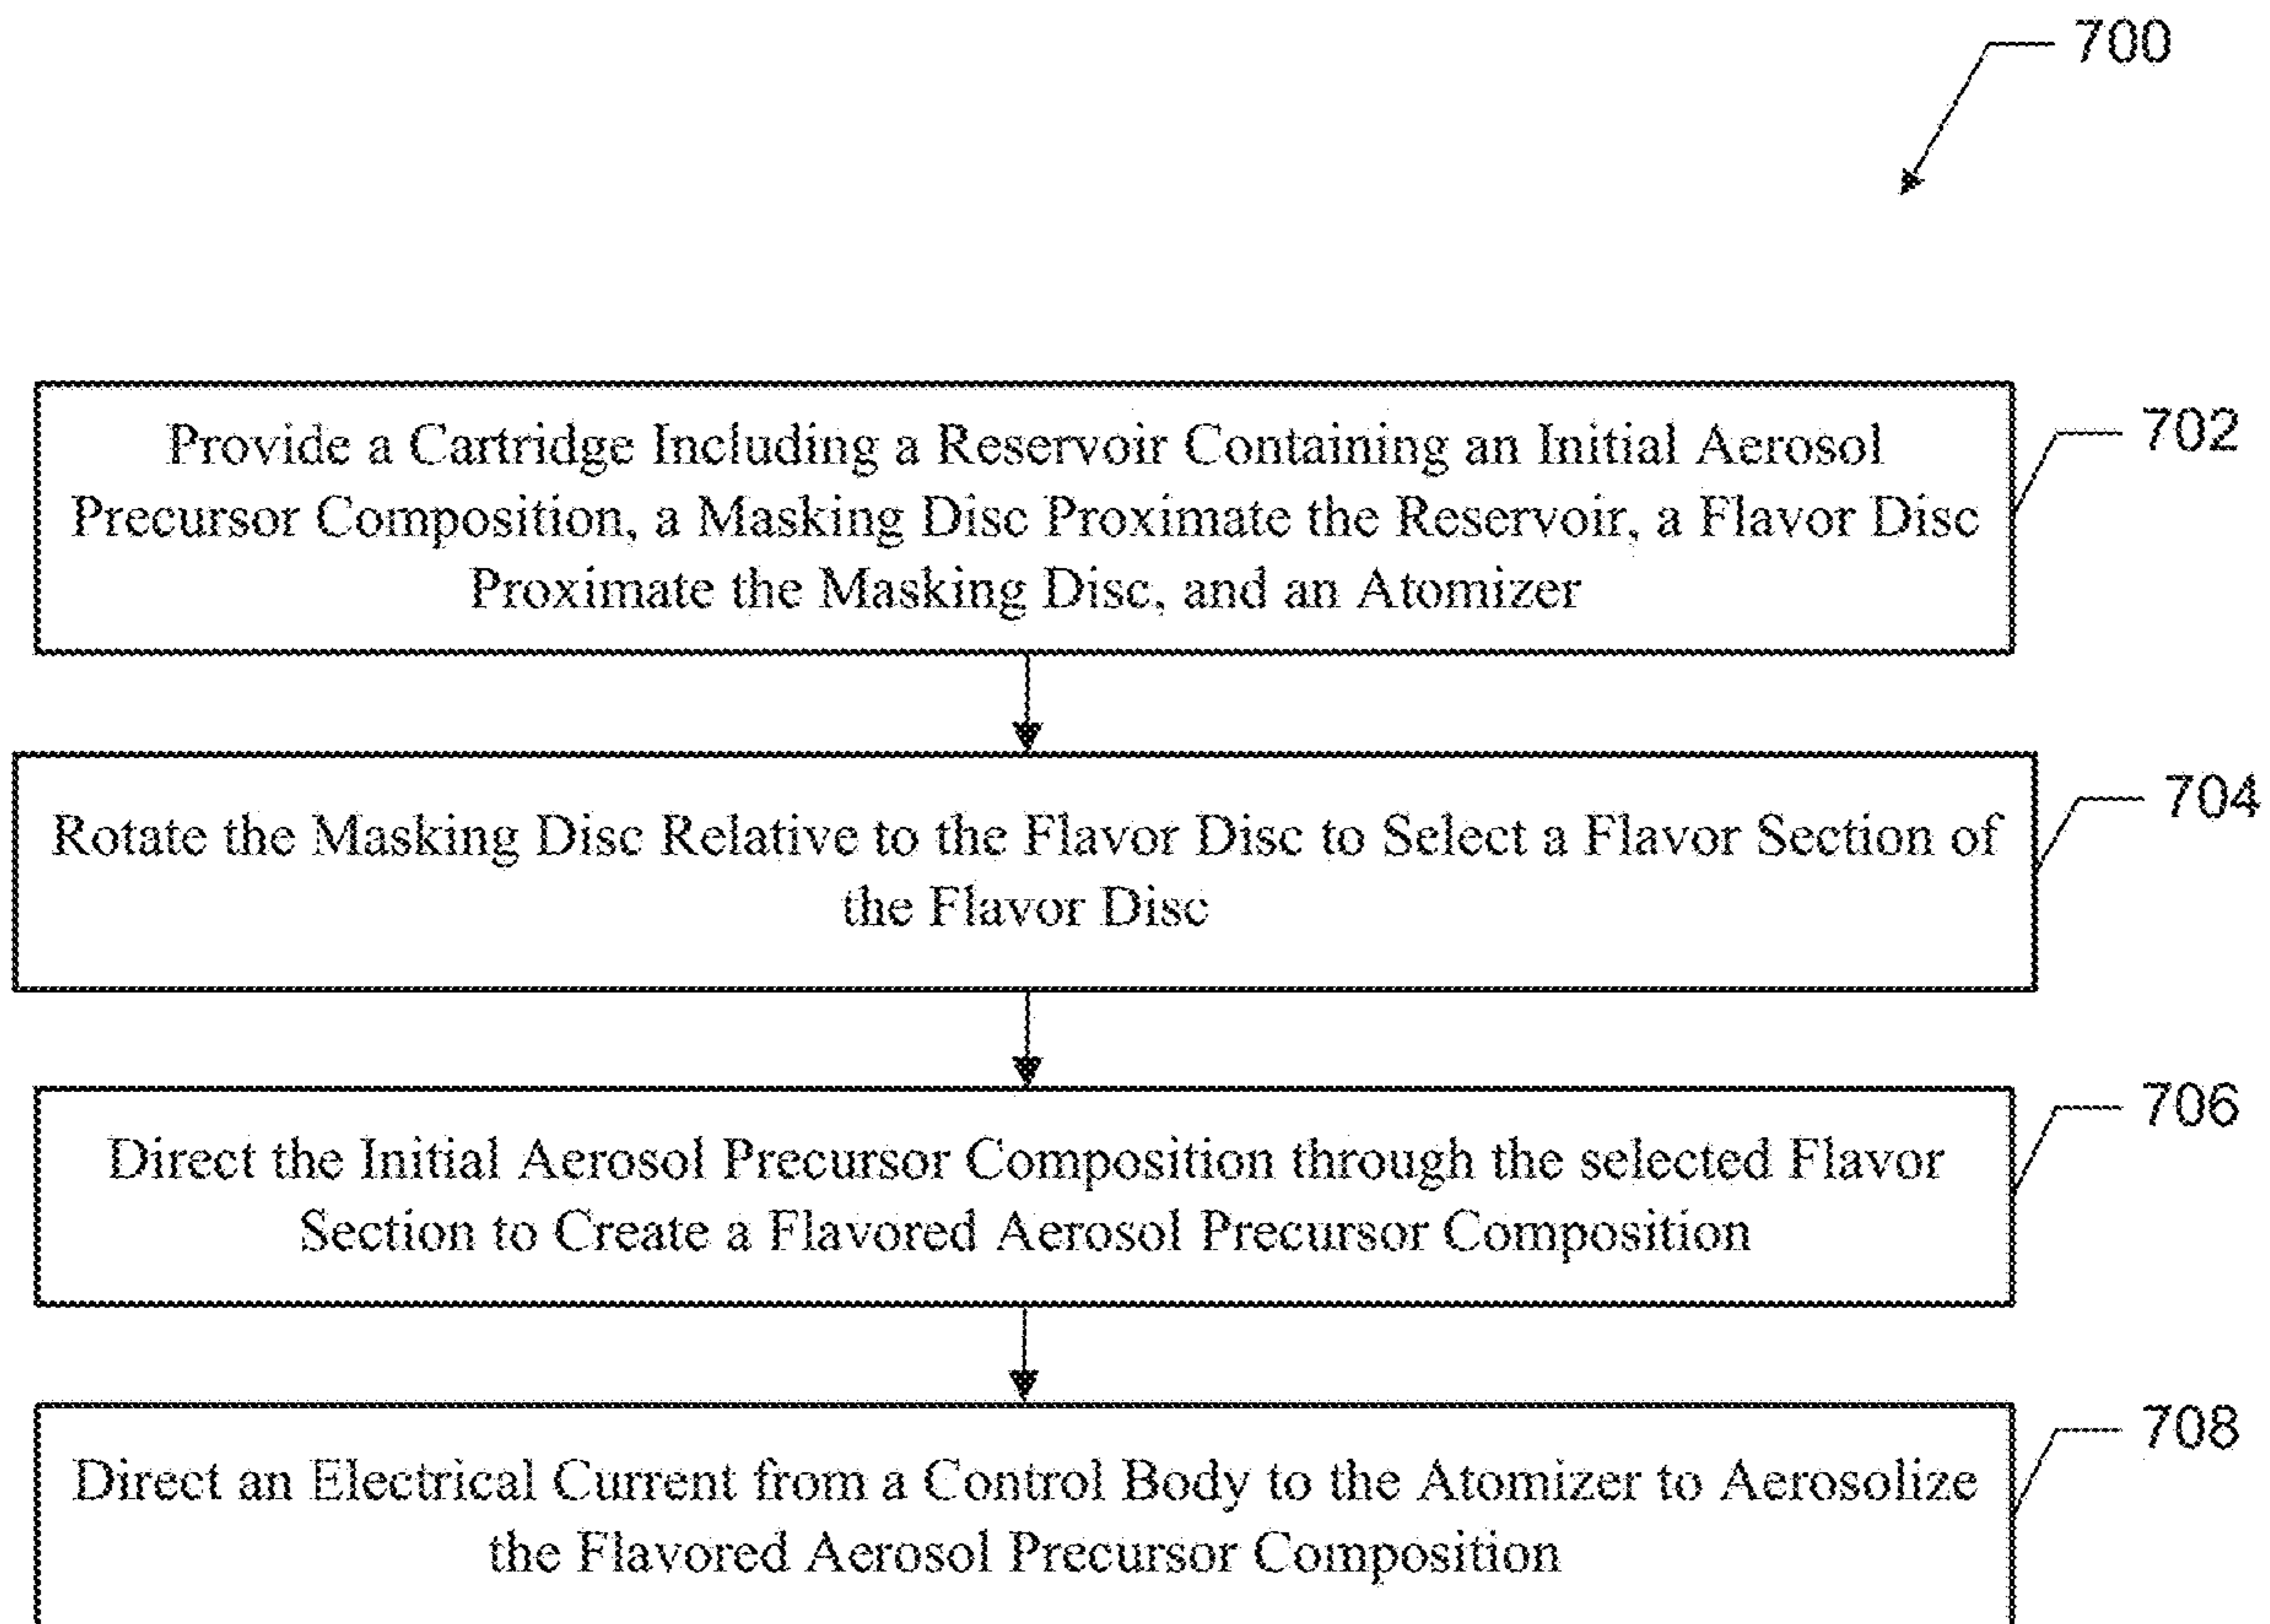 700
Provide a Cartridge Including a Reservoir Containing an Initial Aerosol
Precursor Composition, a Masking Disc Proximate the Reservoir, a Flavor Disc
Proximate the Masking Disc, and an Atomizer
702
Rotate the Masking Disc Relative to the Flavor Disc to Select a Flavor Section of
the Flavor Disc
704
Direct the Initial Aerosol Precursor Composition through the selected Flavor
Section to Create a Flavored Aerosol Precursor Composition
706
Direct an Electrical Current from a Control Body to the Atomizer to Aerosolize
the Flavored Aerosol Precursor Composition
708